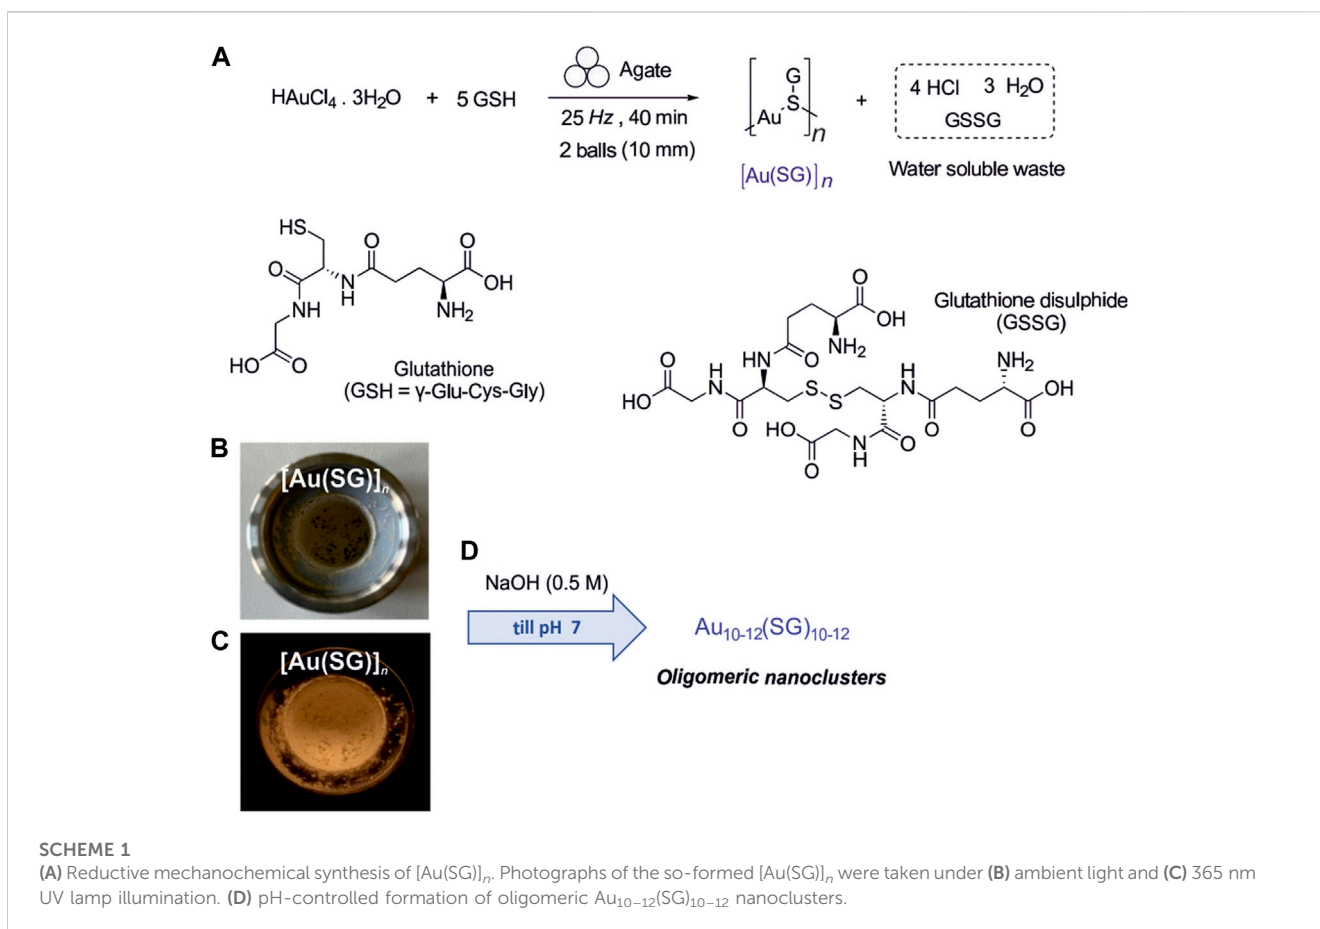 A
HAuCl₄ . 3H₂O + 5 GSH
Agate
25 Hz , 40 min
2 balls (10 mm)
G
S
Au
n
[Au(SG)]n
+
4 HCl 3 H₂O
GSSG
Water soluble waste
HS
O
O
O
N
H
OH
NH
NH₂
HO
O
Glutathione
(GSH = γ-Glu-Cys-Gly)
O
OH
NH₂
O
HN
O
H
N
HO
O
S
S
H
N
O
NH₂
OH
O
HO
O
N
H
O
Glutathione disulphide
(GSSG)
B
[Au(SG)]n
C
[Au(SG)]n
D
NaOH (0.5 M)
till pH 7
Au₁₀₋₁₂(SG)₁₀₋₁₂
Oligomeric nanoclusters
SCHEME 1
(A) Reductive mechanochemical synthesis of [Au(SG)]n. Photographs of the so-formed [Au(SG)]n were taken under (B) ambient light and (C) 365 nm
UV lamp illumination. (D) pH-controlled formation of oligomeric Au₁₀₋₁₂(SG)₁₀₋₁₂ nanoclusters.